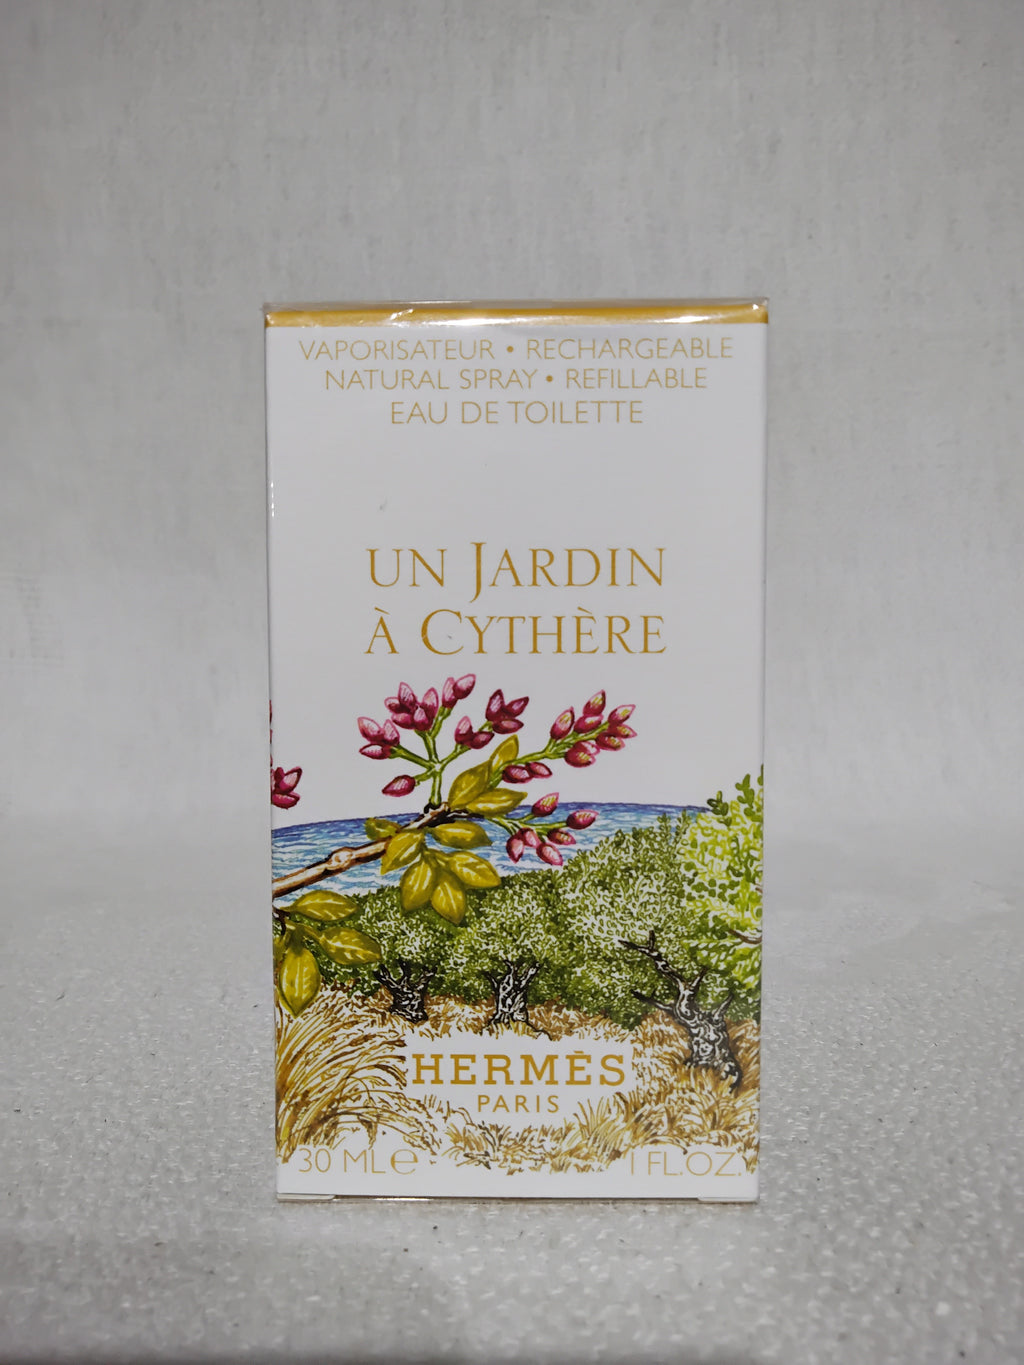 VAPORISATEUR • RECHARGEABLE
NATURAL SPRAY • REFILLABLE
EAU DE TOILETTE
UN JARDIN
À CYTHÈRE
HERMÈS
PARIS
30 ML ℮ 1 FL.OZ.